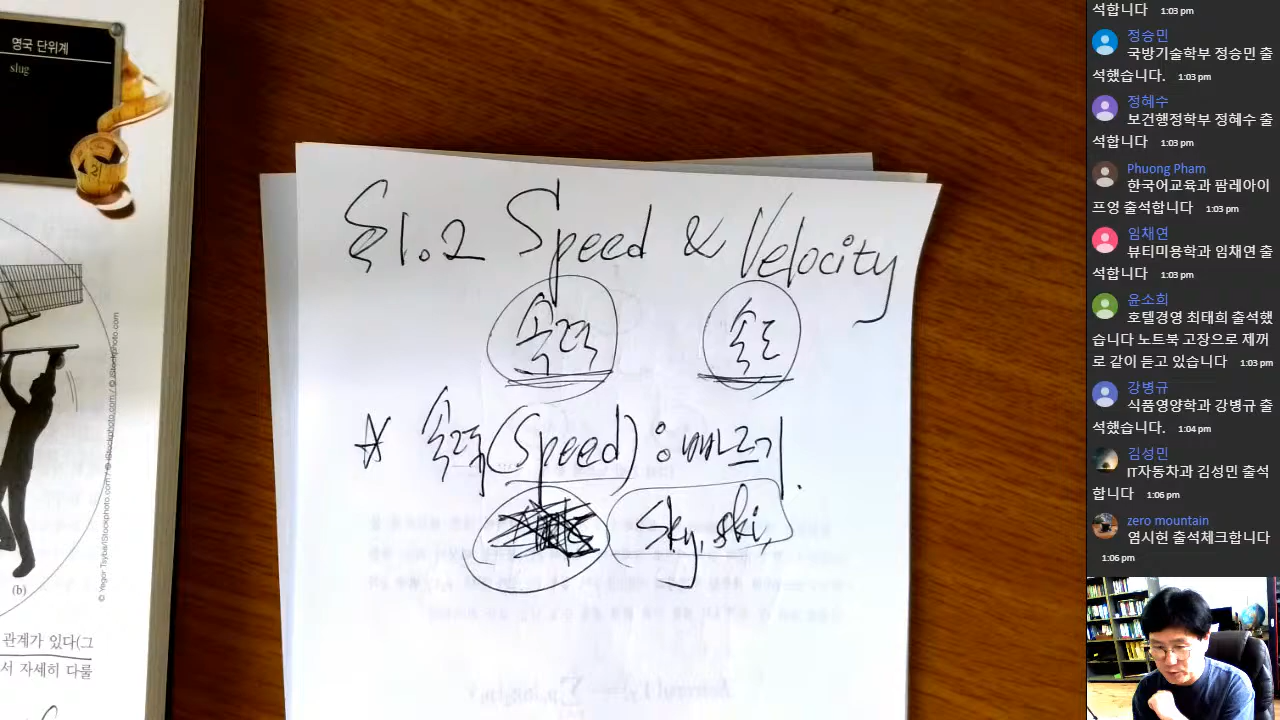 영국 단위계
slug
(b)
© Yegor Tsyba/iStockphoto.com / © iStockphoto.com
관계가 있다(그
서 자세히 다룰
§1.2 Speed & Velocity
속력 속도
☆ 속력(Speed) : 빠르기.
Sky, ski,
석합니다 1:03 pm
정승민
국방기술학부 정승민 출
석했습니다. 1:03 pm
정혜수
보건행정학부 정혜수 출
석합니다 1:03 pm
Phuong Pham
한국어교육과 팜레아이
프엉 출석합니다 1:03 pm
임채연
뷰티미용학과 임채연 출
석합니다 1:03 pm
윤소희
호텔경영 최태희 출석했
습니다 노트북 고장으로 제꺼
로 같이 듣고 있습니다 1:03 pm
강병규
식품영양학과 강병규 출
석했습니다. 1:04 pm
김성민
IT자동차과 김성민 출석
합니다 1:06 pm
zero mountain
염시헌 출석체크합니다
1:06 pm